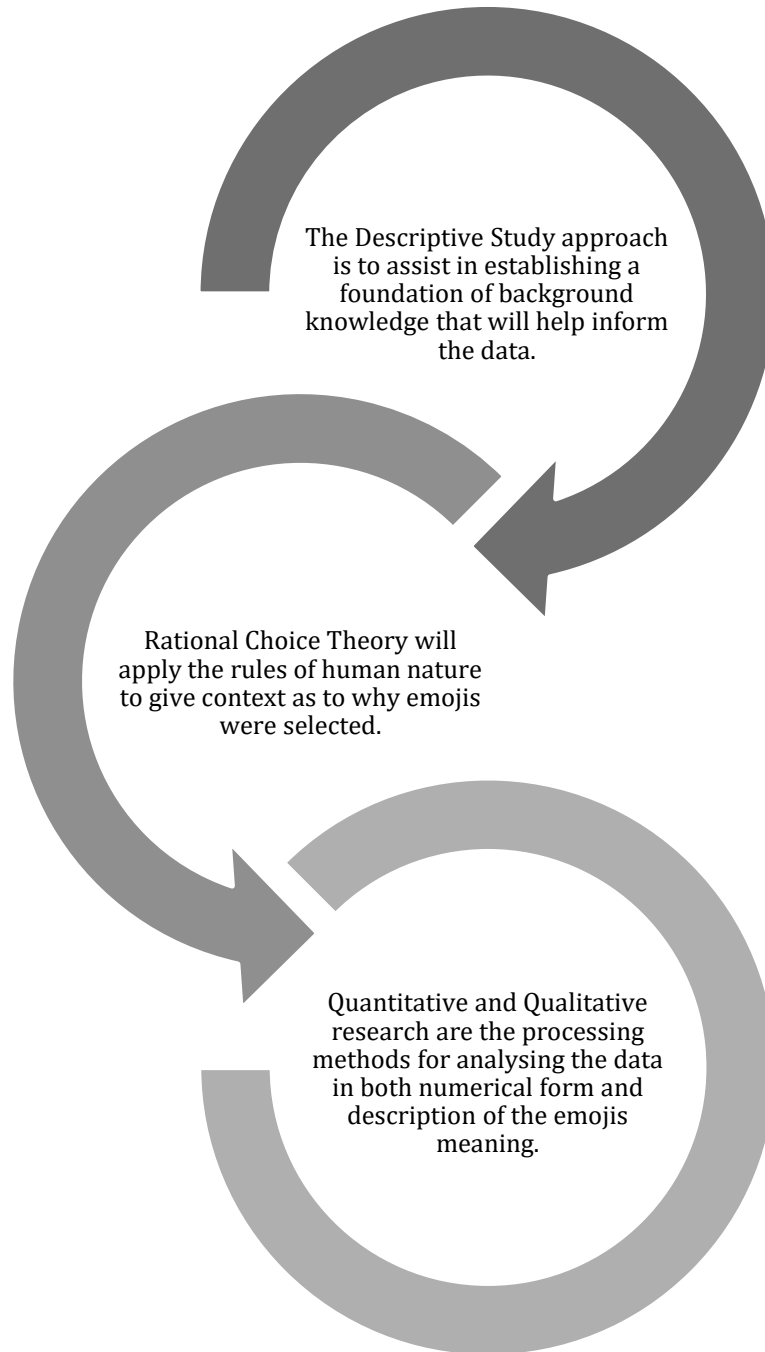 The Descriptive Study approach
is to assist in establishing a
foundation of background
knowledge that will help inform
the data.
Rational Choice Theory will
apply the rules of human nature
to give context as to why emojis
were selected.
Quantitative and Qualitative
research are the processing
methods for analysing the data
in both numerical form and
description of the emojis
meaning.